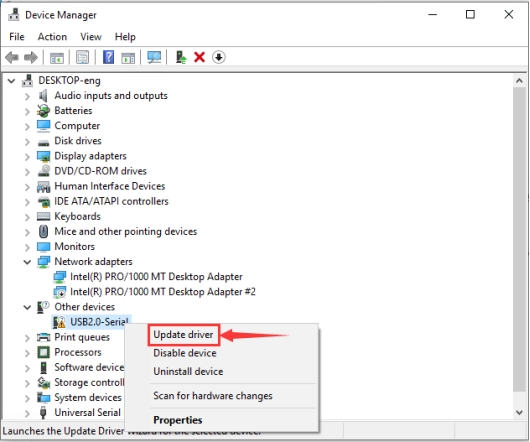 Device Manager
File Action View Help
DESKTOP-eng
Audio inputs and outputs
Batteries
Computer
Disk drives
Display adapters
DVD/CD-ROM drives
Human Interface Devices
IDE ATA/ATAPI controllers
Keyboards
Mice and other pointing devices
Monitors
Network adapters
Intel(R) PRO/1000 MT Desktop Adapter
Intel(R) PRO/1000 MT Desktop Adapter #2
Other devices
USB2.0-Serial
Print queues
Processors
Software device
Storage controll
System devices
Universal Serial
Update driver
Disable device
Uninstall device
Scan for hardware changes
Properties
Launches the Update Driver Wizard for the selected device.